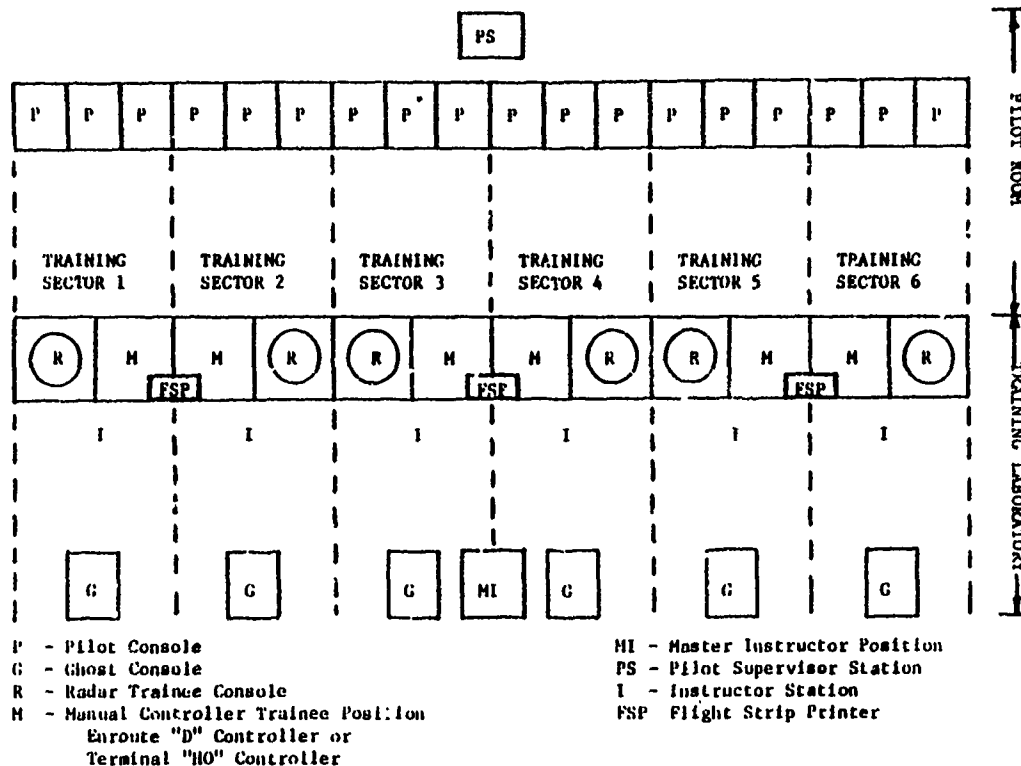 PS
P P P P P P P P P P P P P P P P P P
PILOT ROOM
TRAINING SECTOR 1
TRAINING SECTOR 2
TRAINING SECTOR 3
TRAINING SECTOR 4
TRAINING SECTOR 5
TRAINING SECTOR 6
R M M R R M M R R M M R
FSP FSP FSP
TRAINING LABORATORY
I I I I I I
G G G MI G G G
P - Pilot Console
G - Ghost Console
R - Radar Trainee Console
M - Manual Controller Trainee Position
Enroute "D" Controller or
Terminal "HO" Controller
MI - Master Instructor Position
PS - Pilot Supervisor Station
I - Instructor Station
FSP Flight Strip Printer